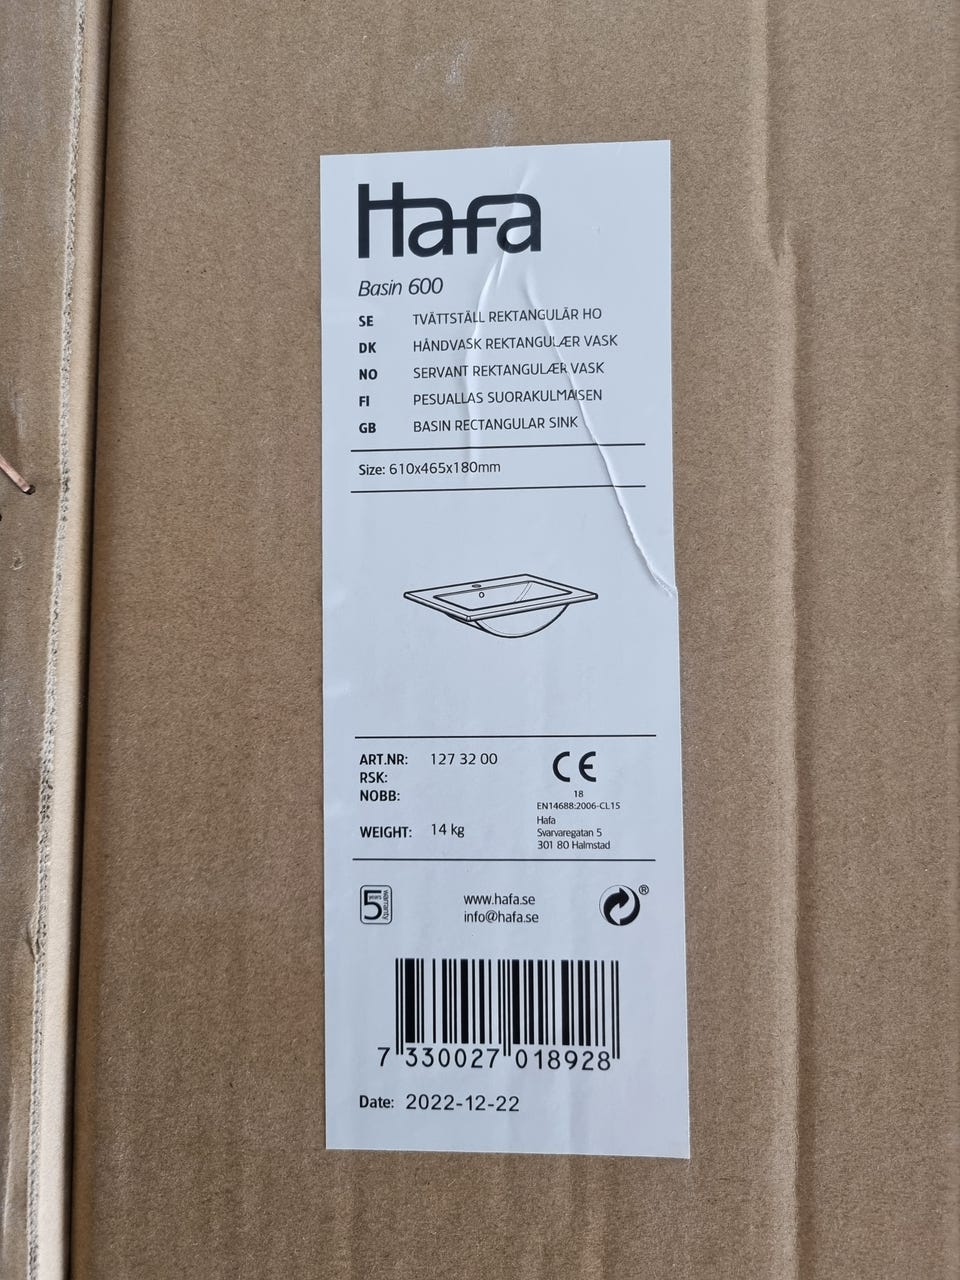 Hafa
Basin 600
SE TVÄTTSTÄLL REKTANGULÄR HO
DK HÅNDVASK REKTANGULÆR VASK
NO SERVANT REKTANGULÆR VASK
FI PESUALLAS SUORAKULMAISEN
GB BASIN RECTANGULAR SINK
Size: 610x465x180mm
ART.NR: 127 32 00
RSK:
NOBB:
WEIGHT: 14 kg
CE
18
EN14688:2006-CL15
Hafa
Svarvaregatan 5
301 80 Halmstad
5 years warranty
www.hafa.se
info@hafa.se
®
7 330027 018928
Date: 2022-12-22